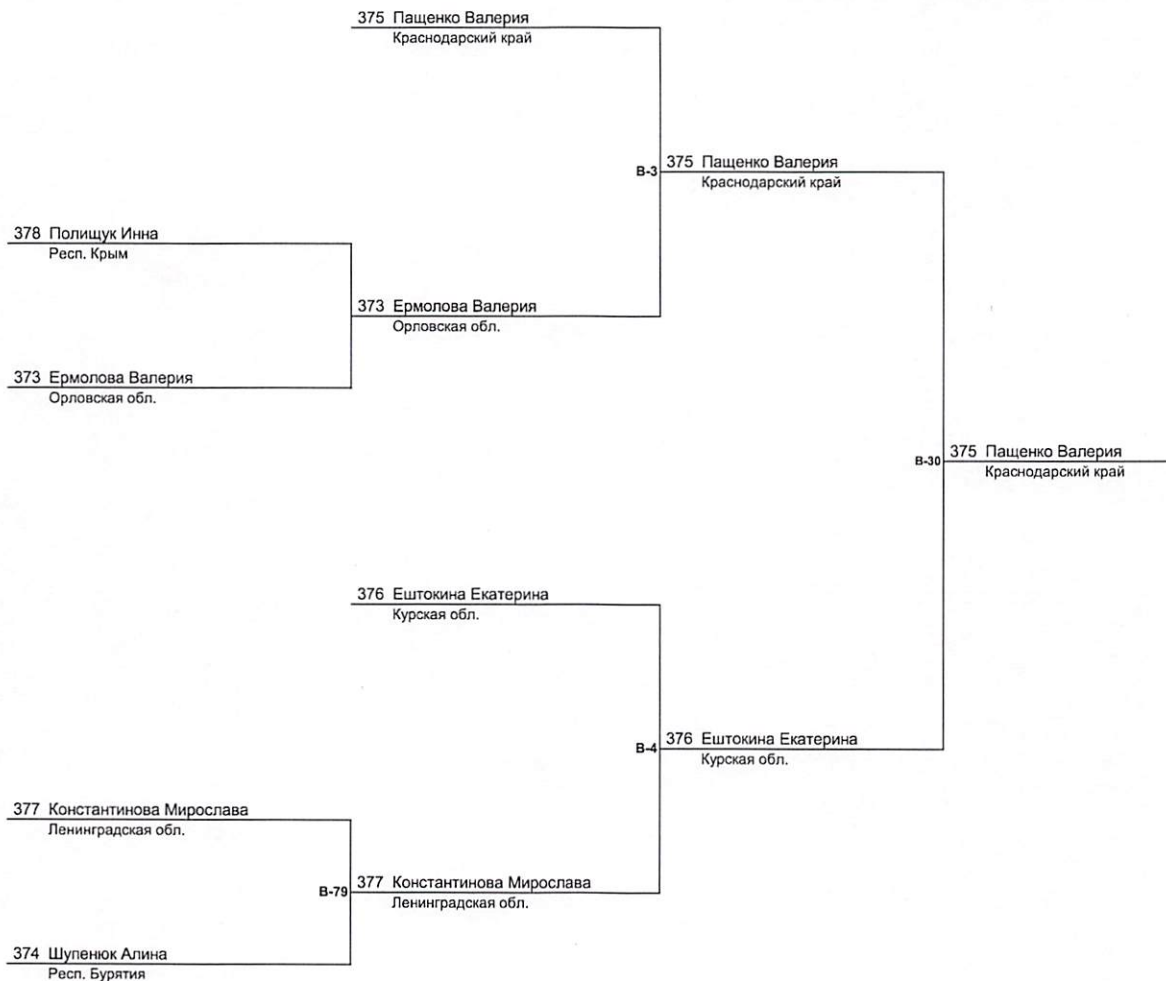 375 Пащенко Валерия
Краснодарский край
B-3 375 Пащенко Валерия
Краснодарский край
378 Полищук Инна
Респ. Крым
373 Ермолова Валерия
Орловская обл.
373 Ермолова Валерия
Орловская обл.
B-30 375 Пащенко Валерия
Краснодарский край
376 Ештокина Екатерина
Курская обл.
B-4 376 Ештокина Екатерина
Курская обл.
377 Константинова Мирослава
Ленинградская обл.
B-79 377 Константинова Мирослава
Ленинградская обл.
374 Шупенюк Алина
Респ. Бурятия